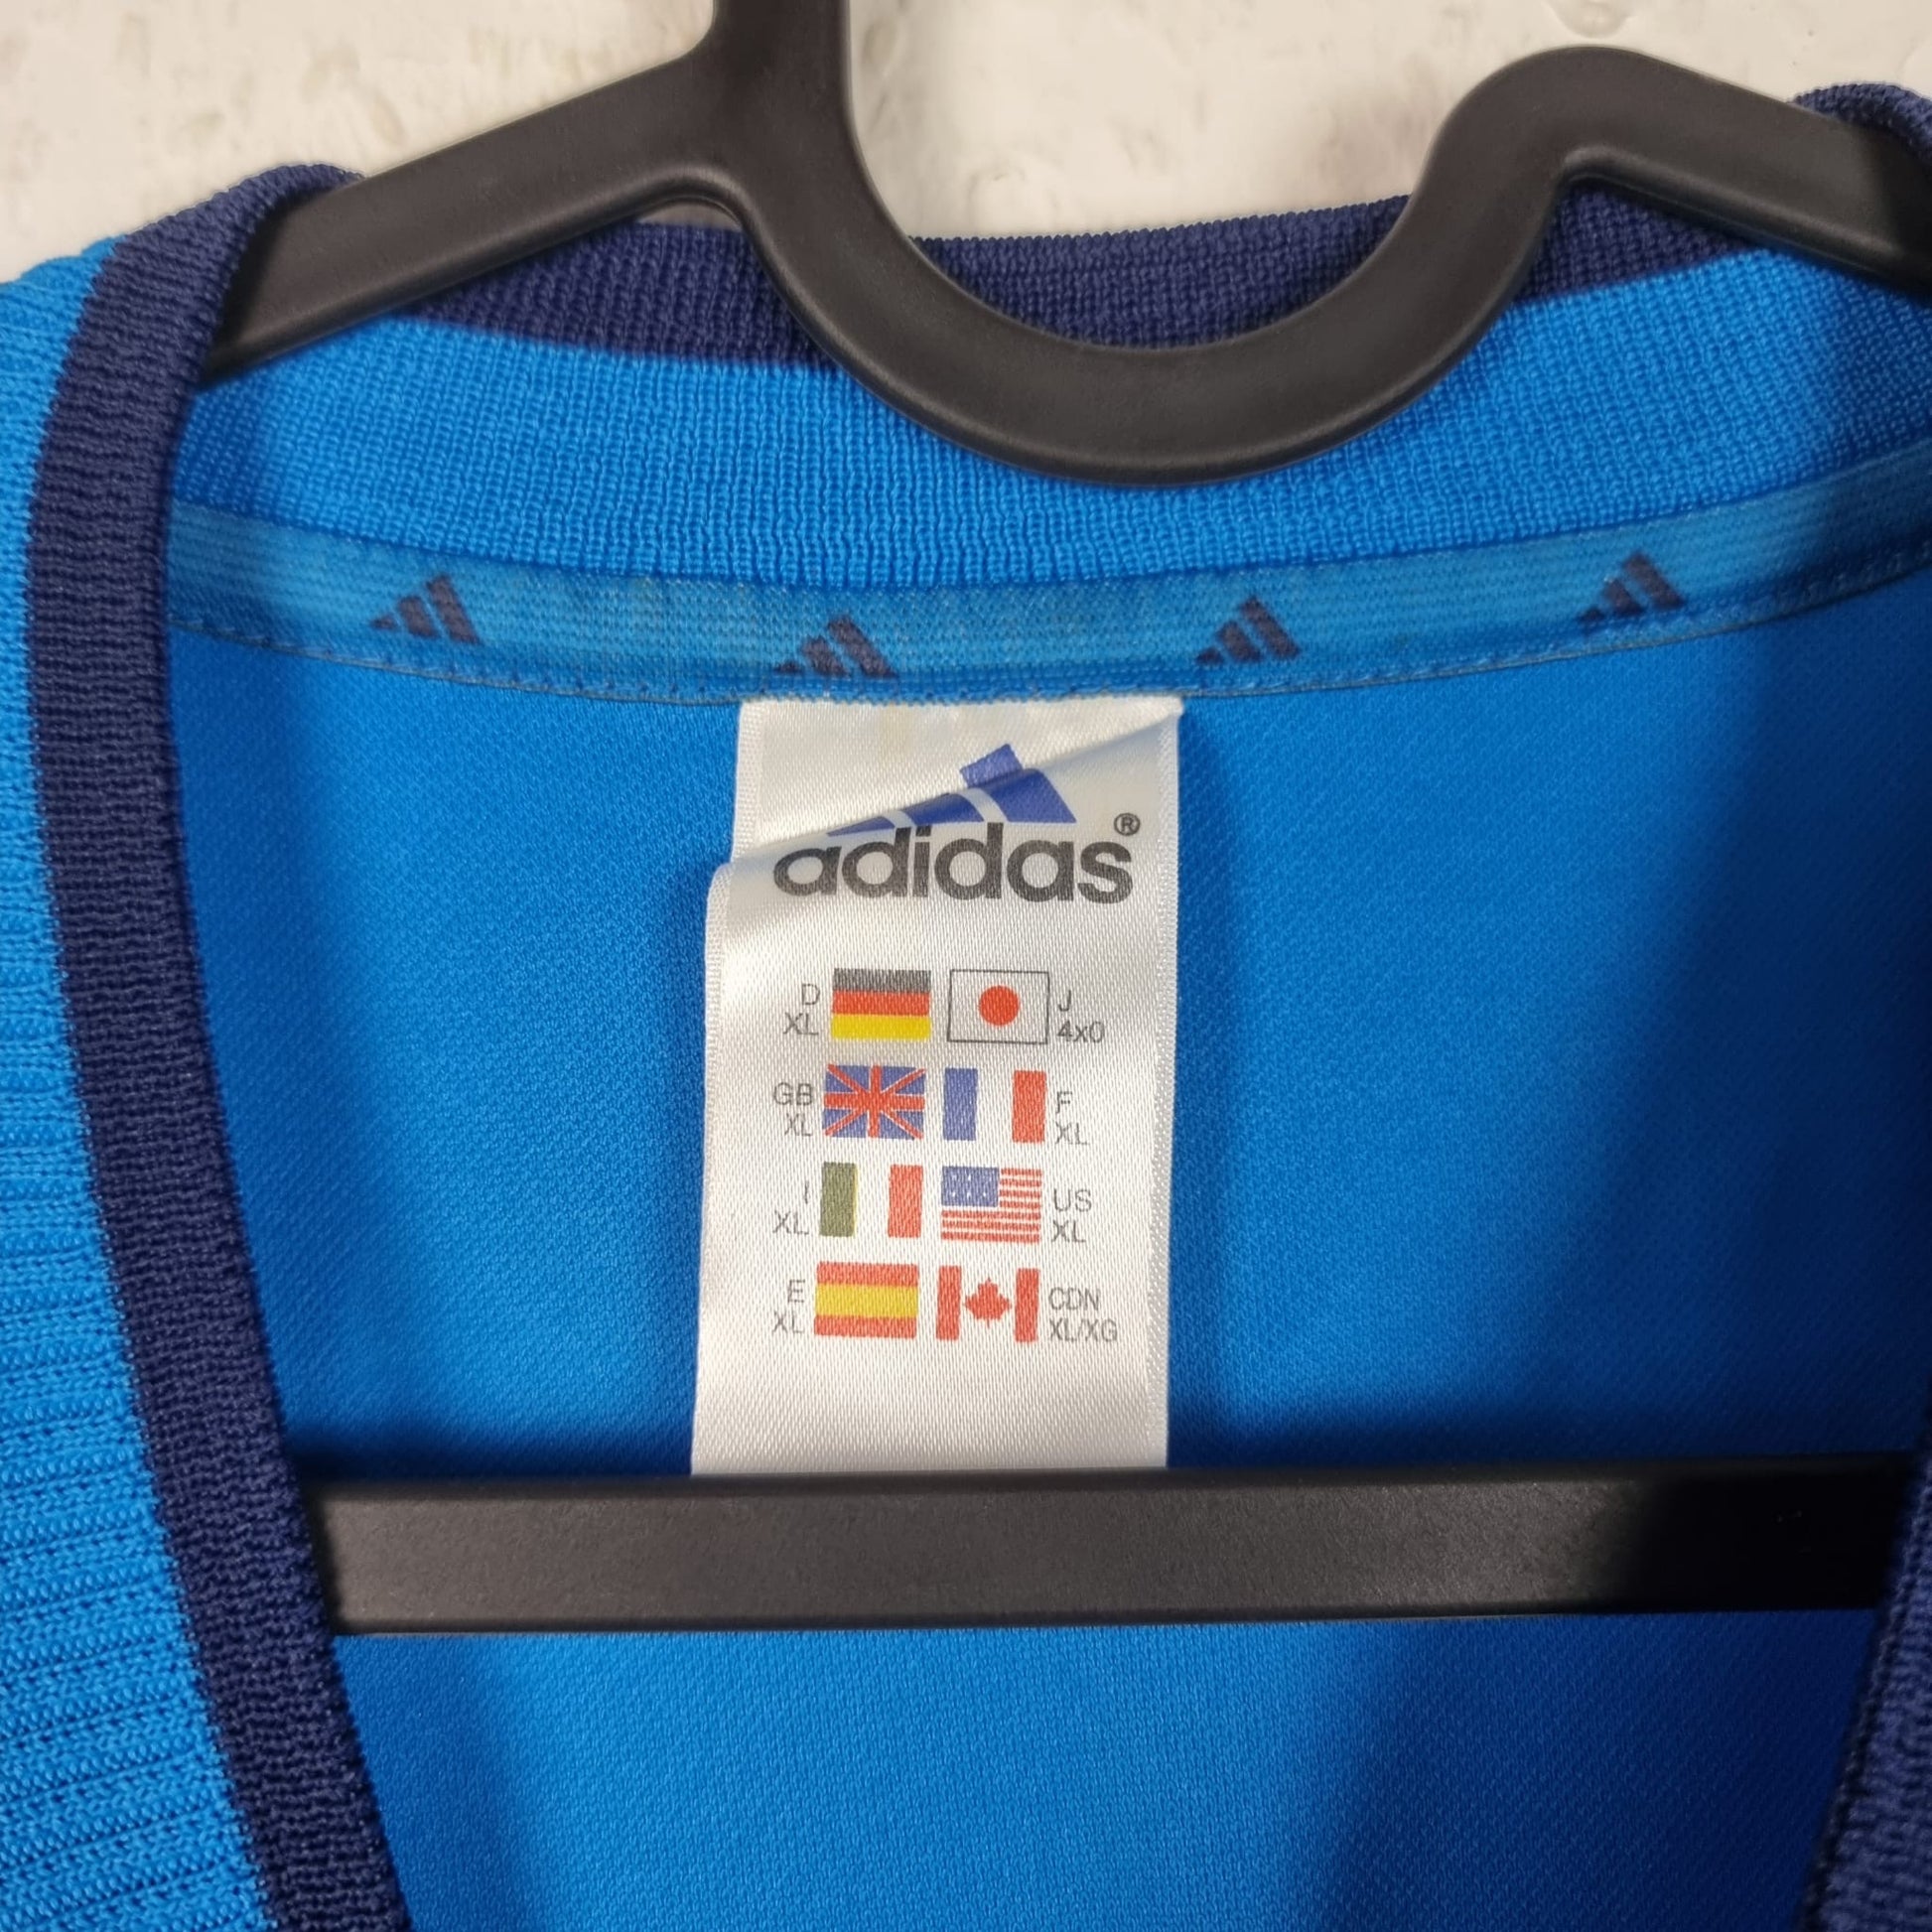 adidas®
D XL
J 4x0
GB XL
F XL
I XL
US XL
E XL
CDN XL/XG